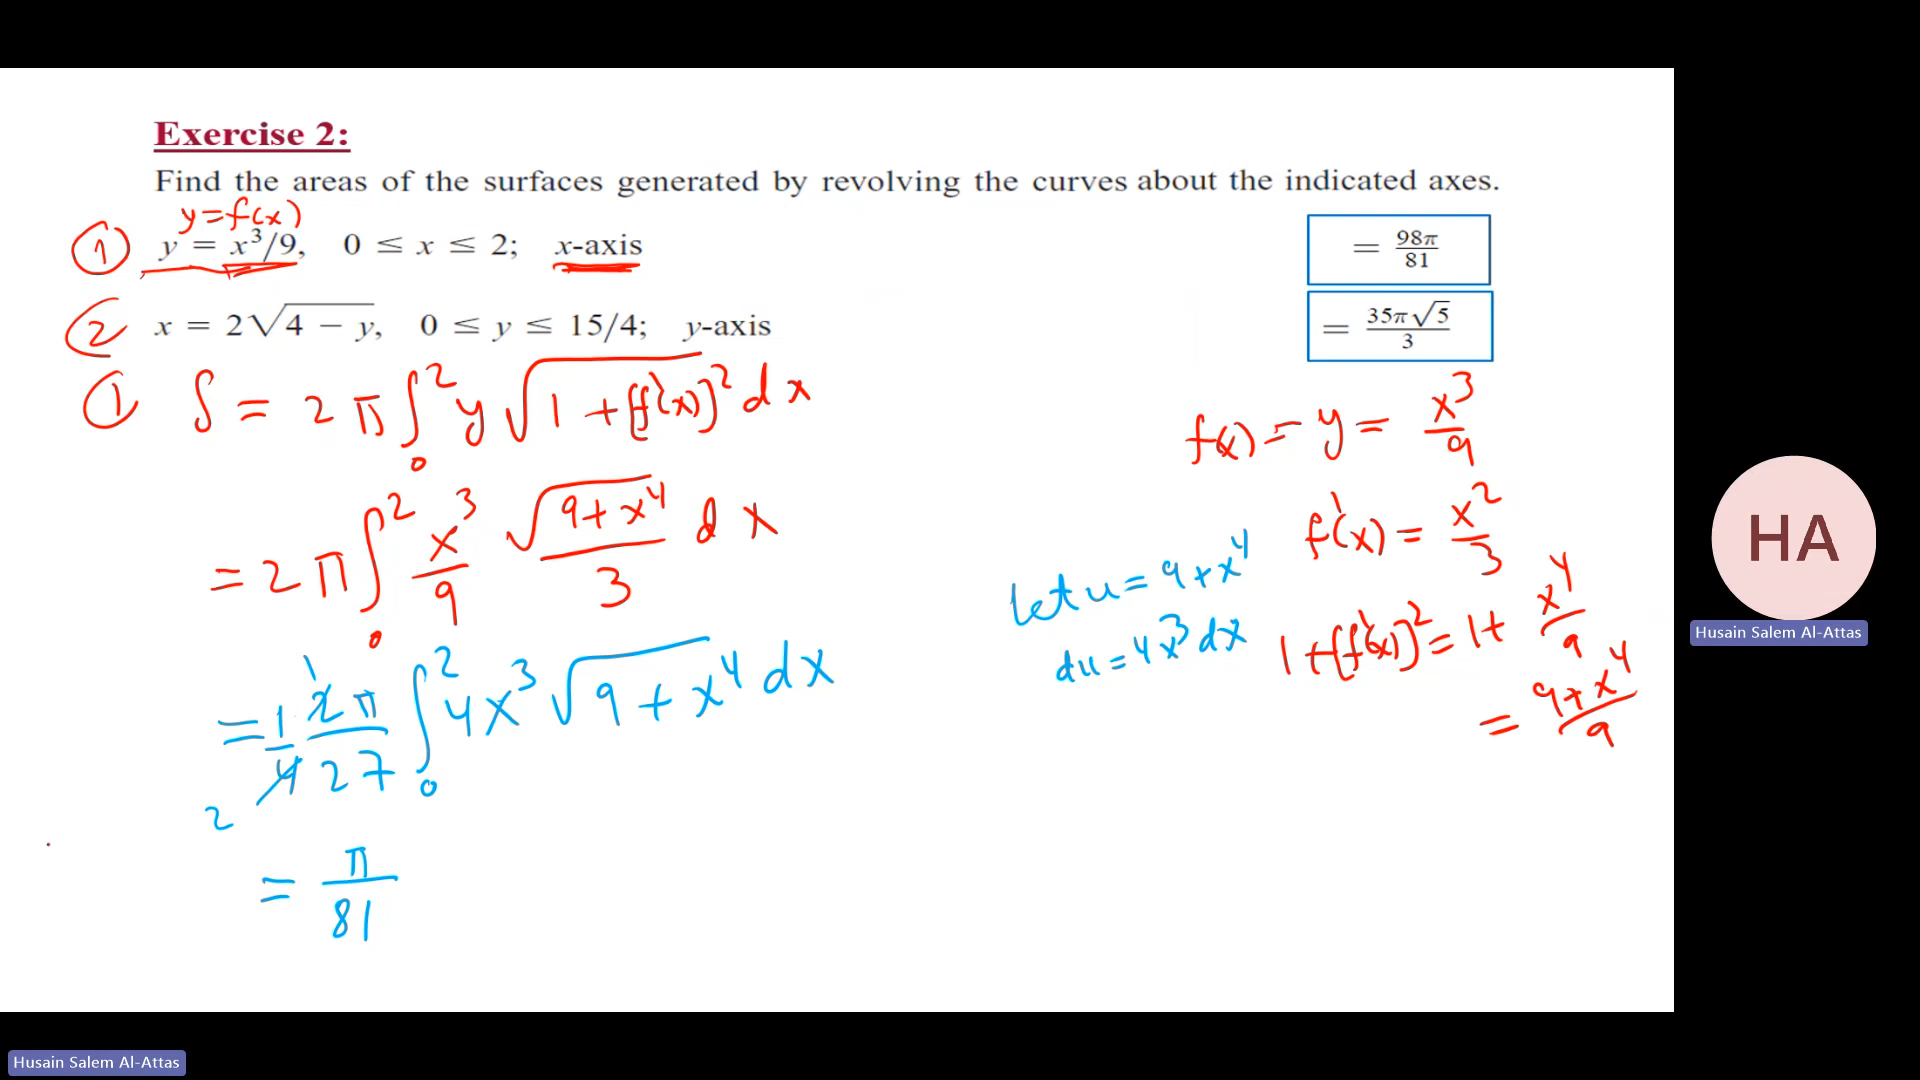 Exercise 2:
Find the areas of the surfaces generated by revolving the curves about the indicated axes.
y = f(x)
① y = x³/9, 0 ≤ x ≤ 2; x-axis
= 98π/81
② x = 2√(4 − y), 0 ≤ y ≤ 15/4; y-axis
= 35π√5/3
① S = 2π ∫₀² y √(1 + [f'(x)]²) dx
= 2π ∫₀² x³/9 √(9 + x⁴)/3 dx
= 1/4 2π/27 ∫₀² 4x³ √(9 + x⁴) dx
1
2
= π/81
f(x) = y = x³/9
f'(x) = x²/3
let u = 9 + x⁴
du = 4x³ dx
1 + [f'(x)]² = 1 + x⁴/9
= 9 + x⁴/9
HA
Husain Salem Al-Attas
Husain Salem Al-Attas